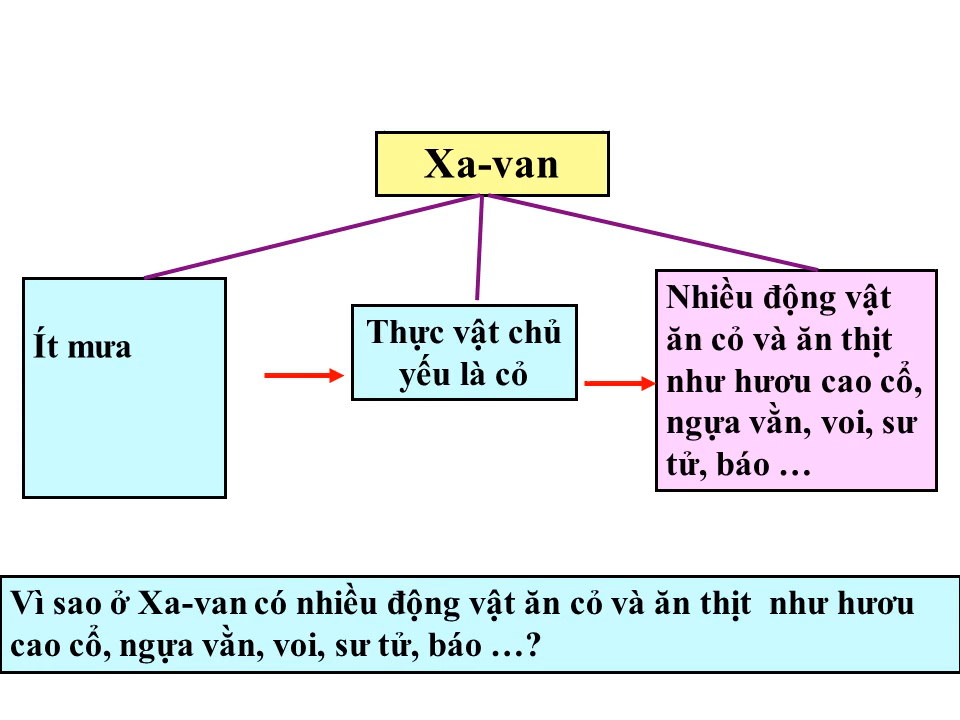 Xa-van
Ít mưa
Thực vật chủ
yếu là cỏ
Nhiều động vật
ăn cỏ và ăn thịt
như hươu cao cổ,
ngựa vằn, voi, sư
tử, báo …
Vì sao ở Xa-van có nhiều động vật ăn cỏ và ăn thịt  như hươu
cao cổ, ngựa vằn, voi, sư tử, báo …?